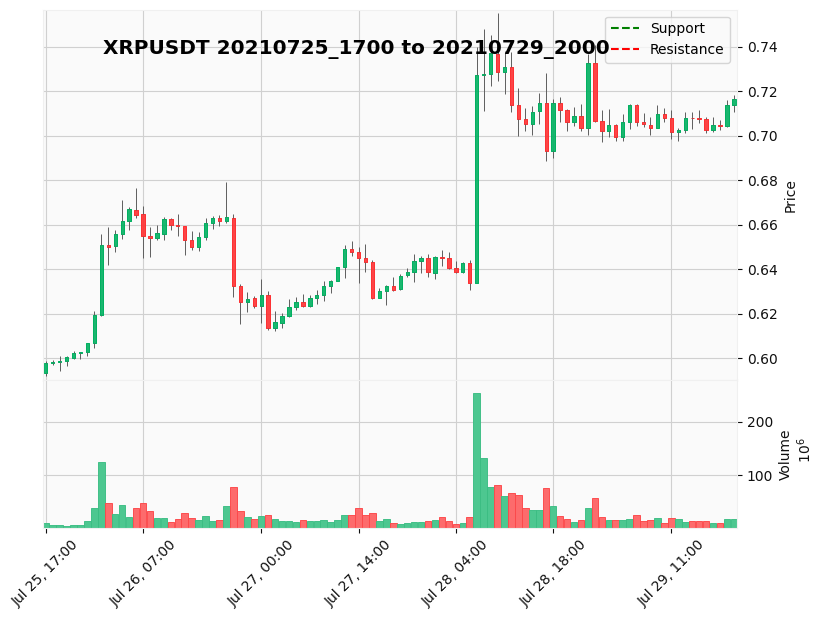 XRPUSDT 20210725_1700 to 20210729_2000
Support
Resistance
0.74
0.72
0.70
0.68
0.66
0.64
0.62
0.60
Price
200
100
Volume
10^6
Jul 25, 17:00
Jul 26, 07:00
Jul 27, 00:00
Jul 27, 14:00
Jul 28, 04:00
Jul 28, 18:00
Jul 29, 11:00